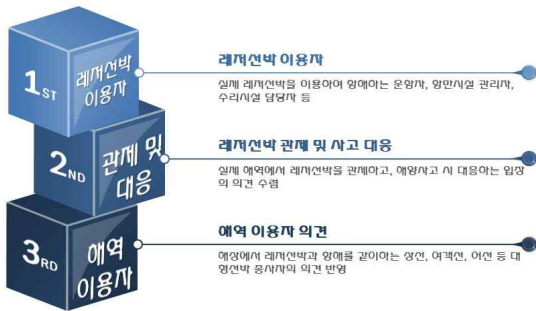 1ST
레저선박
이용자
레저선박 이용자
실제 레저선박을 이용하여 항해하는 운항자, 항만시설 관리자,
수리시설 담당자 등
2ND
관제 및
대응
레저선박 관제 및 사고 대응
실제 해역에서 레저선박을 관제하고, 해양사고 시 대응하는 입장
의 의견 수렴
3RD
해역
이용자
해역 이용자 의견
해상에서 레저선박과 항해를 같이하는 상선, 여객선, 어선 등 대
형선박 종사자의 의견 반영